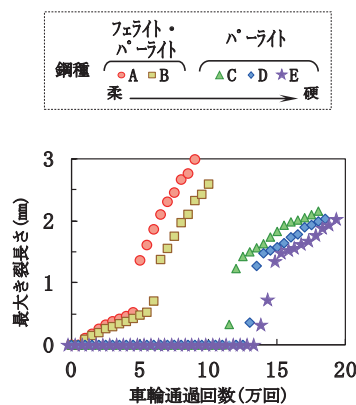 フェライト・
パーライト
パーライト
鋼種
A B C D E
柔 硬
3
2
1
0
最大き裂長さ(㎜)
0 5 10 15 20
車輪通過回数(万回)